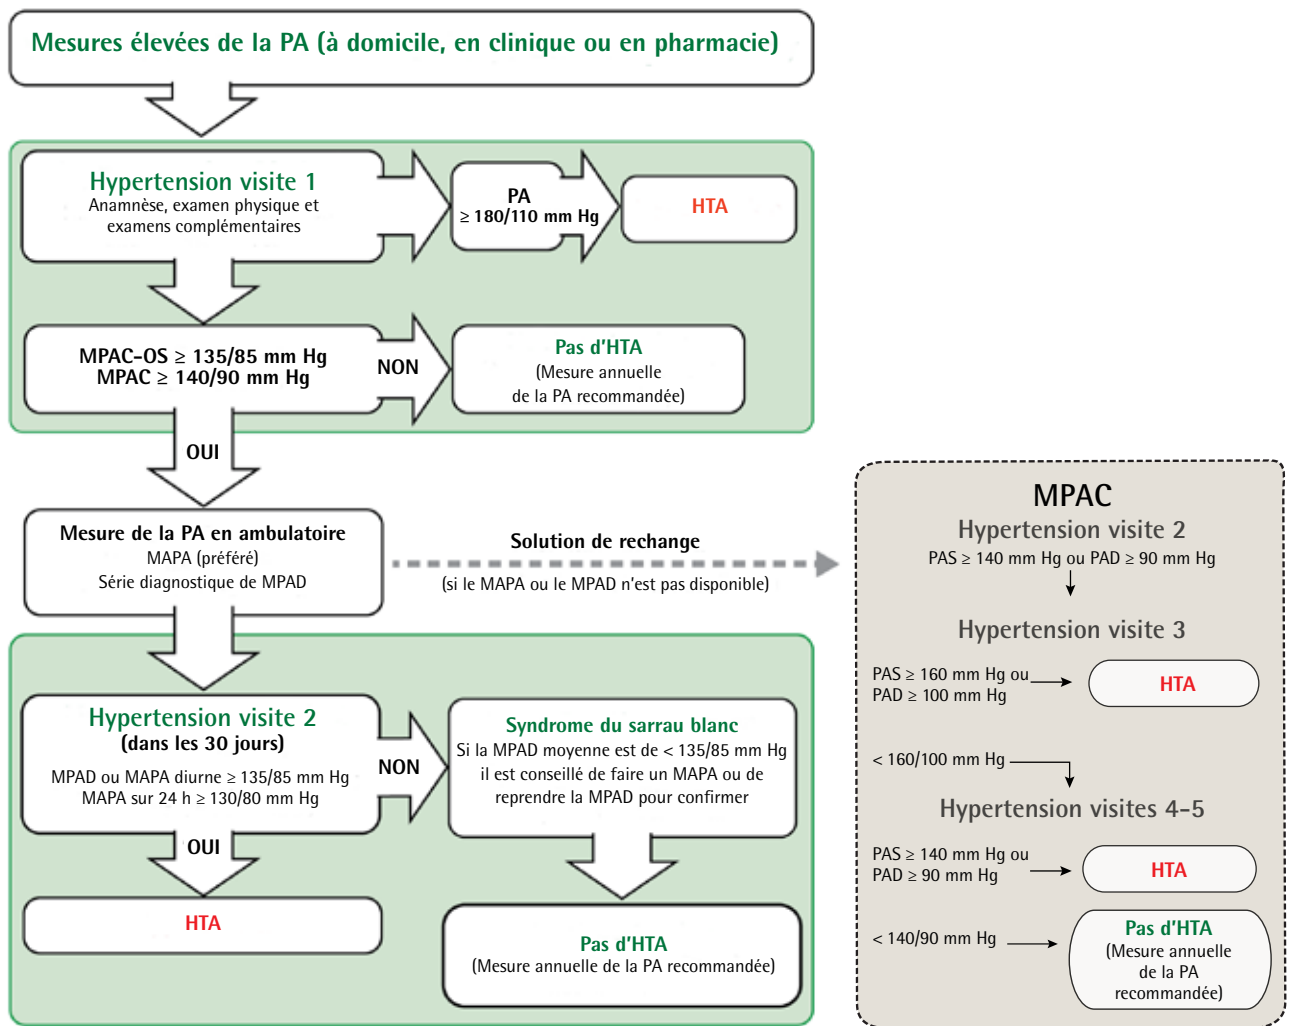 Mesures élevées de la PA (à domicile, en clinique ou en pharmacie)
Hypertension visite 1
Anamnèse, examen physique et
examens complémentaires
PA
≥ 180/110 mm Hg
HTA
MPAC-OS ≥ 135/85 mm Hg
MPAC ≥ 140/90 mm Hg
NON
Pas d'HTA
(Mesure annuelle
de la PA recommandée)
OUI
Mesure de la PA en ambulatoire
MAPA (préféré)
Série diagnostique de MPAD
Solution de rechange
(si le MAPA ou le MPAD n'est pas disponible)
Hypertension visite 2
(dans les 30 jours)
MPAD ou MAPA diurne ≥ 135/85 mm Hg
MAPA sur 24 h ≥ 130/80 mm Hg
NON
Syndrome du sarrau blanc
Si la MPAD moyenne est de < 135/85 mm Hg
il est conseillé de faire un MAPA ou de
reprendre la MPAD pour confirmer
OUI
HTA
Pas d'HTA
(Mesure annuelle de la PA recommandée)
MPAC
Hypertension visite 2
PAS ≥ 140 mm Hg ou PAD ≥ 90 mm Hg
Hypertension visite 3
PAS ≥ 160 mm Hg ou
PAD ≥ 100 mm Hg
HTA
< 160/100 mm Hg
Hypertension visites 4-5
PAS ≥ 140 mm Hg ou
PAD ≥ 90 mm Hg
HTA
< 140/90 mm Hg
Pas d'HTA
(Mesure annuelle
de la PA
recommandée)